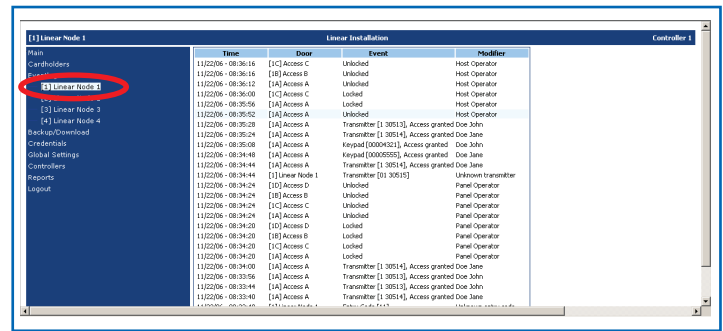 [1] Linear Node 1 Linear Installation Controller 1
Main
Cardholders
[1] Linear Node 1
[3] Linear Node 3
[4] Linear Node 4
Backup/Download
Credentials
Global Settings
Controllers
Reports
Logout
Time Door Event Modifier
11/22/06 - 08:36:16 [1C] Access C Unlocked Host Operator
11/22/06 - 08:36:16 [1B] Access B Unlocked Host Operator
11/22/06 - 08:36:12 [1A] Access A Unlocked Host Operator
11/22/06 - 08:36:00 [1C] Access C Locked Host Operator
11/22/06 - 08:35:56 [1A] Access A Locked Host Operator
11/22/06 - 08:35:52 [1A] Access A Unlocked Host Operator
11/22/06 - 08:35:28 [1A] Access A Transmitter [1 30513], Access granted Doe John
11/22/06 - 08:35:24 [1A] Access A Transmitter [1 30514], Access granted Doe Jane
11/22/06 - 08:35:08 [1A] Access A Keypad [00004321], Access granted Doe John
11/22/06 - 08:34:48 [1A] Access A Keypad [00005555], Access granted Doe Jane
11/22/06 - 08:34:44 [1A] Access A Transmitter [1 30514], Access granted Doe Jane
11/22/06 - 08:34:44 [1] Linear Node 1 Transmitter [01 30515] Unknown transmitter
11/22/06 - 08:34:24 [1D] Access D Unlocked Panel Operator
11/22/06 - 08:34:24 [1B] Access B Unlocked Panel Operator
11/22/06 - 08:34:24 [1C] Access C Unlocked Panel Operator
11/22/06 - 08:34:24 [1A] Access A Unlocked Panel Operator
11/22/06 - 08:34:20 [1D] Access D Locked Panel Operator
11/22/06 - 08:34:20 [1B] Access B Locked Panel Operator
11/22/06 - 08:34:20 [1C] Access C Locked Panel Operator
11/22/06 - 08:34:20 [1A] Access A Locked Panel Operator
11/22/06 - 08:34:00 [1A] Access A Transmitter [1 30514], Access granted Doe Jane
11/22/06 - 08:33:56 [1A] Access A Transmitter [1 30513], Access granted Doe John
11/22/06 - 08:33:44 [1A] Access A Transmitter [1 30513], Access granted Doe John
11/22/06 - 08:33:40 [1A] Access A Transmitter [1 30514], Access granted Doe Jane